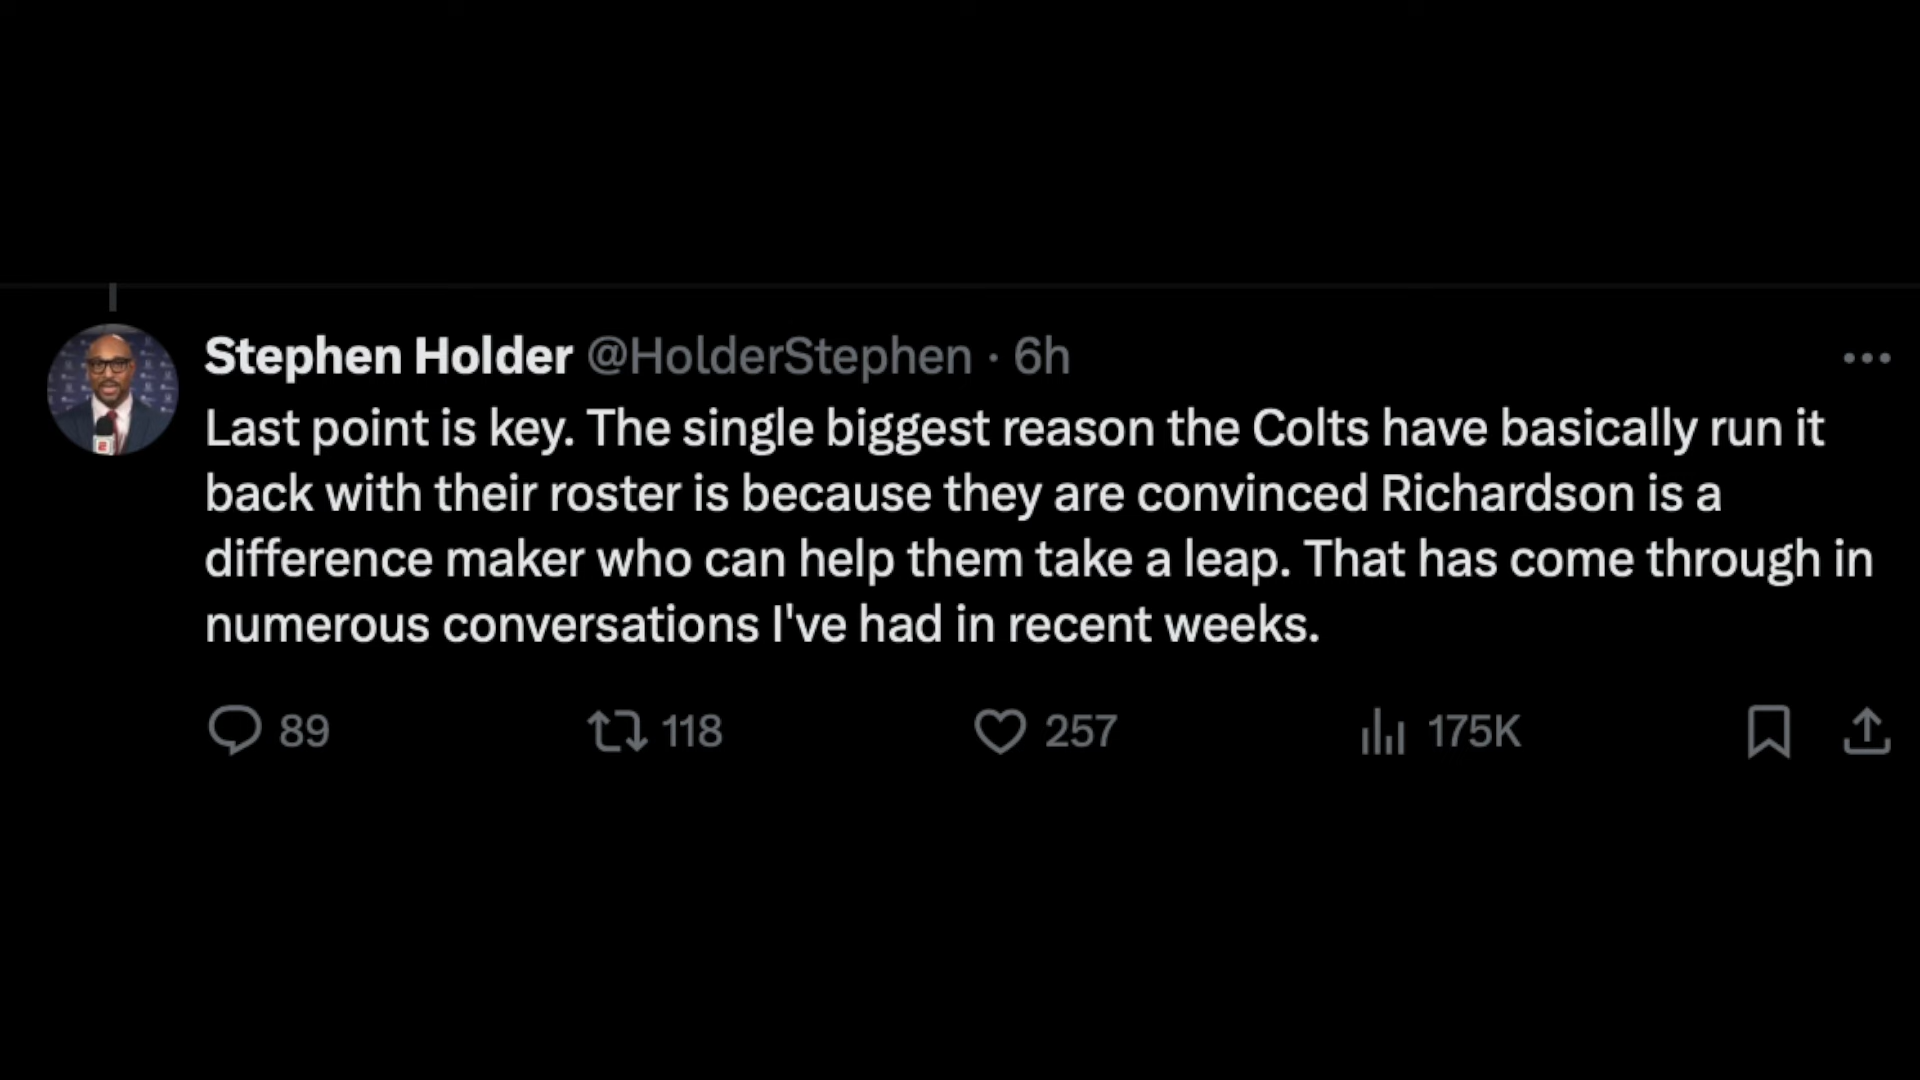 Stephen Holder @HolderStephen · 6h
Last point is key. The single biggest reason the Colts have basically run it
back with their roster is because they are convinced Richardson is a
difference maker who can help them take a leap. That has come through in
numerous conversations I've had in recent weeks.
89 118 257 175K